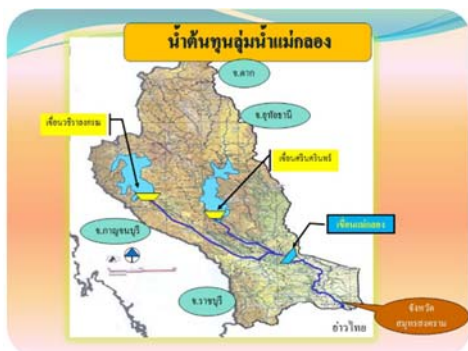 น้ำต้นทุนลุ่มน้ำแม่กลอง
จ.ตาก
จ.อุทัยธานี
เขื่อนวชิราลงกรณ
เขื่อนศรีนครินทร์
เขื่อนแม่กลอง
จ.กาญจนบุรี
จ.ราชบุรี
อ่าวไทย
จังหวัด
สมุทรสงคราม